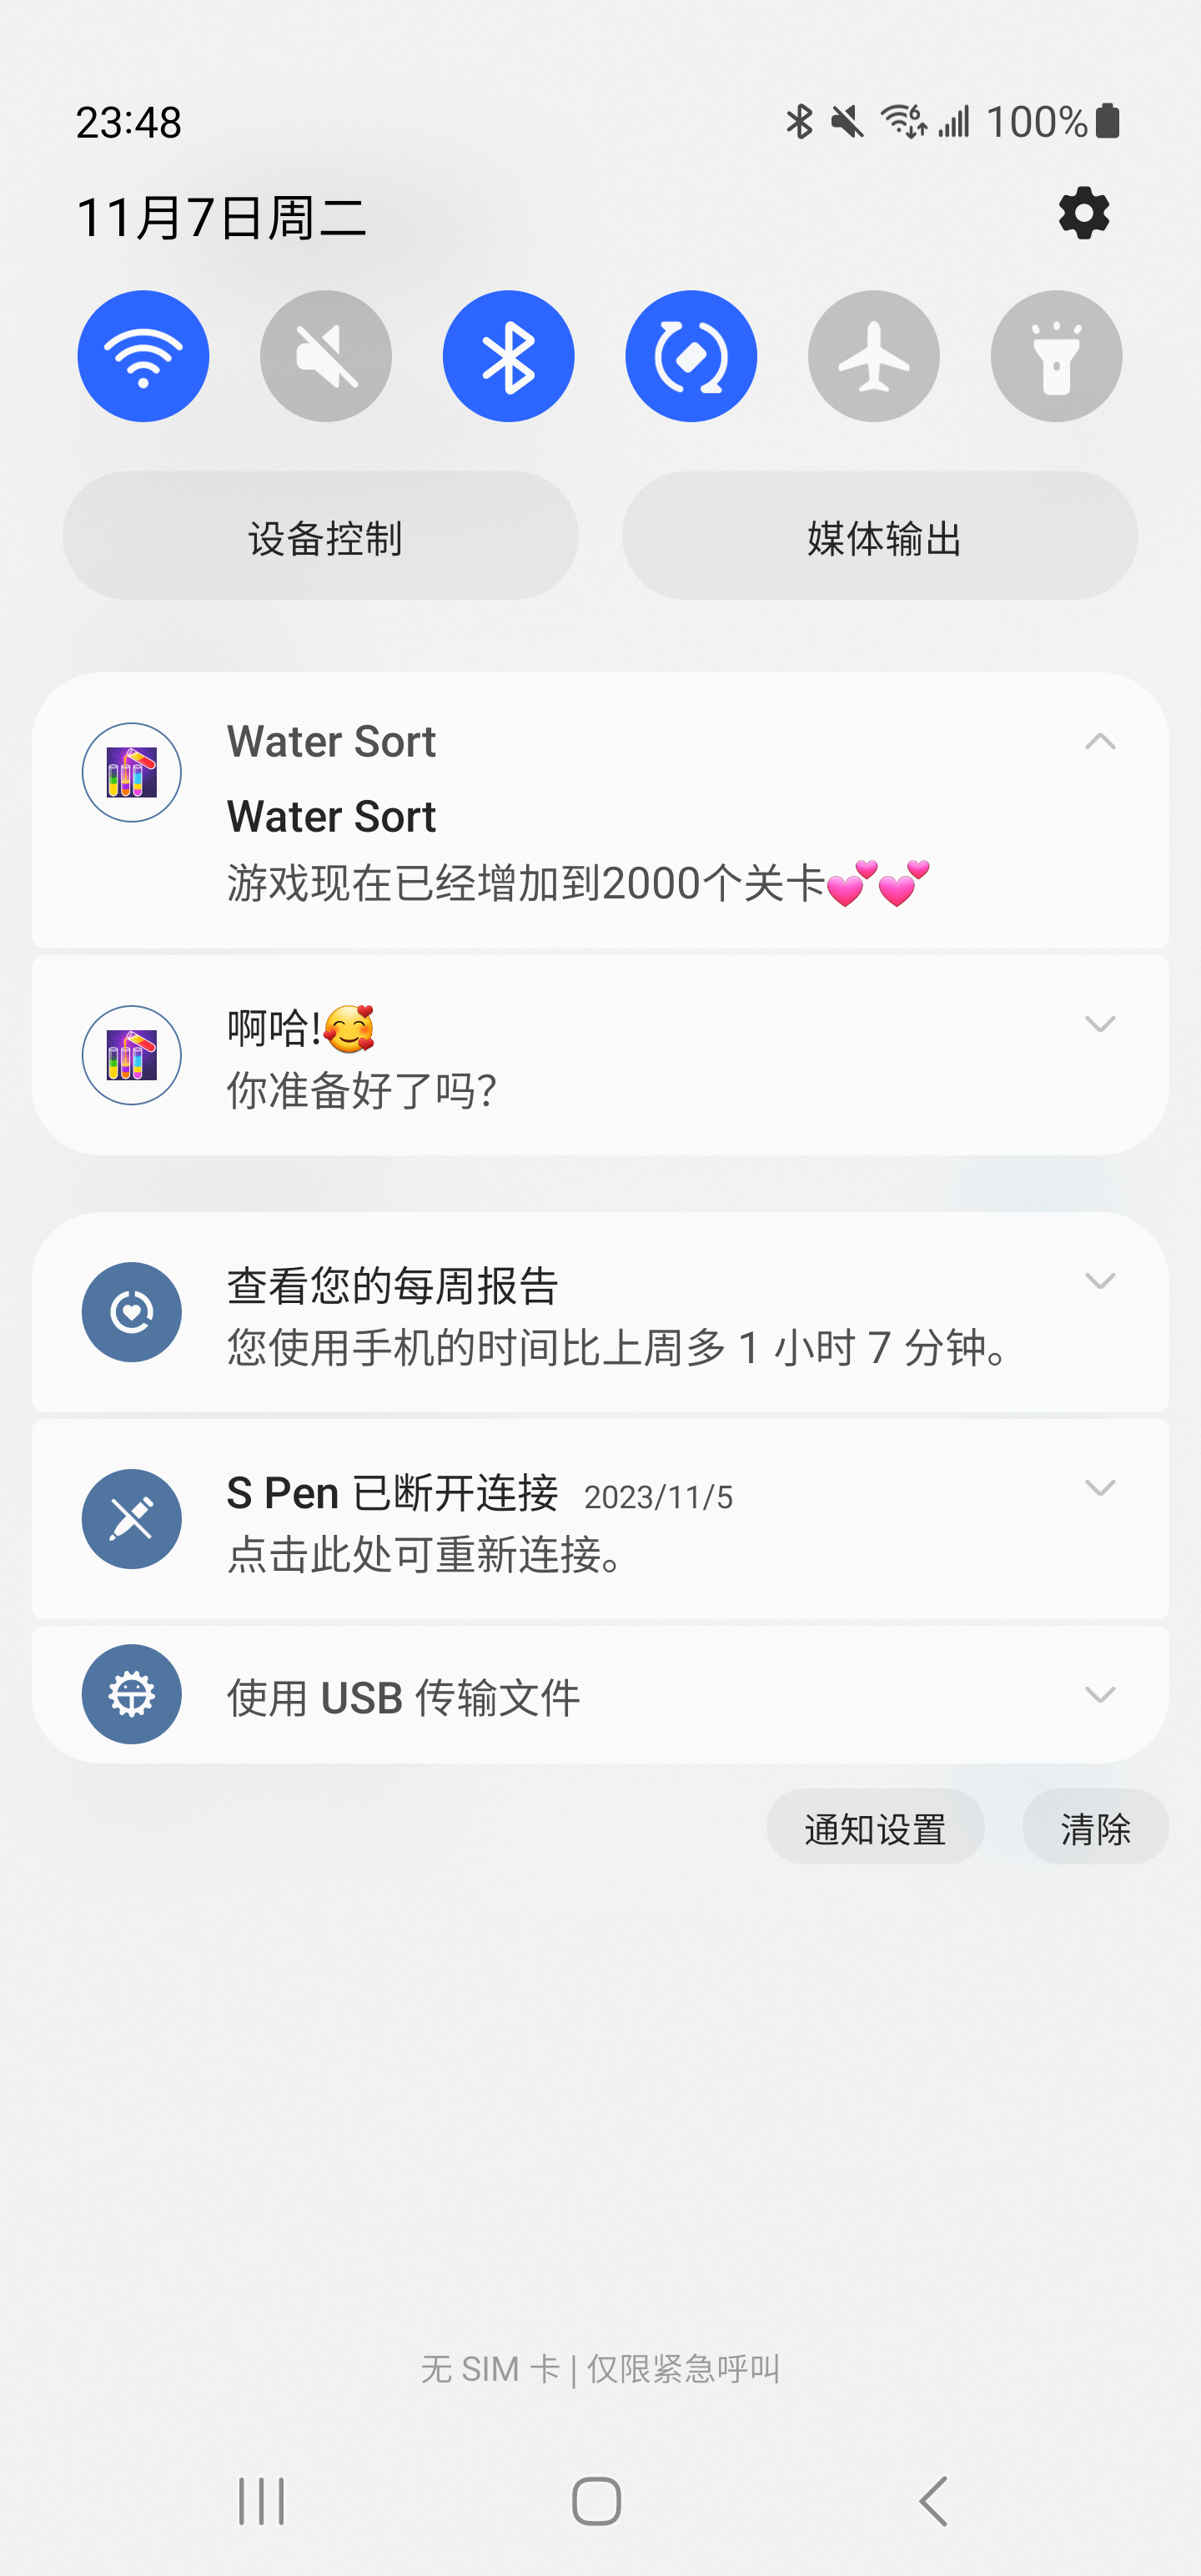 23:48
100%
11月7日周二
设备控制
媒体输出
Water Sort
Water Sort
游戏现在已经增加到2000个关卡💕💕
啊哈!🥰
你准备好了吗?
查看您的每周报告
您使用手机的时间比上周多 1 小时 7 分钟。
S Pen 已断开连接 2023/11/5
点击此处可重新连接。
使用 USB 传输文件
通知设置
清除
无 SIM 卡 | 仅限紧急呼叫